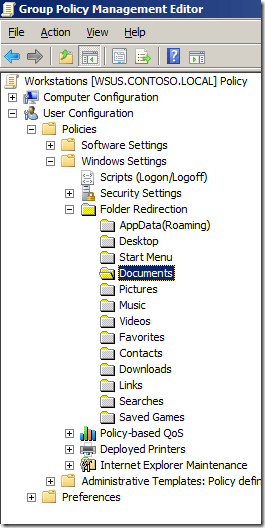 Group Policy Management Editor
File Action View Help
Workstations [WSUS.CONTOSO.LOCAL] Policy
Computer Configuration
User Configuration
Policies
Software Settings
Windows Settings
Scripts (Logon/Logoff)
Security Settings
Folder Redirection
AppData(Roaming)
Desktop
Start Menu
Documents
Pictures
Music
Videos
Favorites
Contacts
Downloads
Links
Searches
Saved Games
Policy-based QoS
Deployed Printers
Internet Explorer Maintenance
Administrative Templates: Policy defin
Preferences